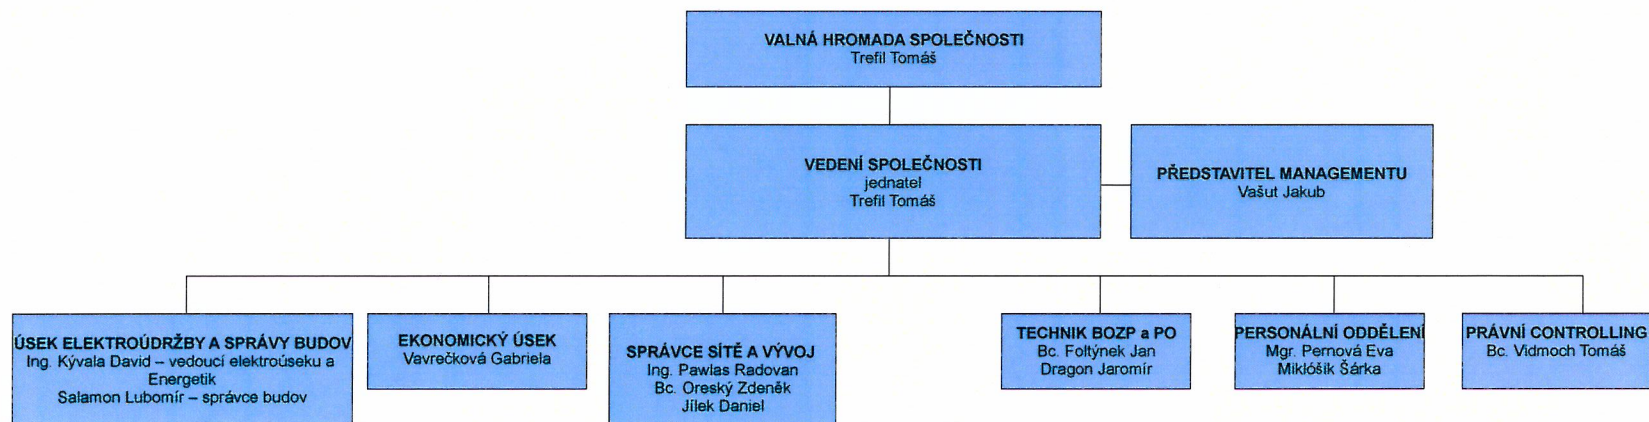 VALNÁ HROMADA SPOLEČNOSTI
Trefil Tomáš
VEDENÍ SPOLEČNOSTI
jednatel
Trefil Tomáš
PŘEDSTAVITEL MANAGEMENTU
Vašut Jakub
ÚSEK ELEKTROÚDRŽBY A SPRÁVY BUDOV
Ing. Kývala David – vedoucí elektroúseku a
Energetik
Salamon Lubomír – správce budov
EKONOMICKÝ ÚSEK
Vavrečková Gabriela
SPRÁVCE SÍTĚ A VÝVOJ
Ing. Pawlas Radovan
Bc. Oreský Zdeněk
Jílek Daniel
TECHNIK BOZP a PO
Bc. Foltýnek Jan
Dragon Jaromír
PERSONÁLNÍ ODDĚLENÍ
Mgr. Pernová Eva
Miklóšik Šárka
PRÁVNÍ CONTROLLING
Bc. Vidmoch Tomáš